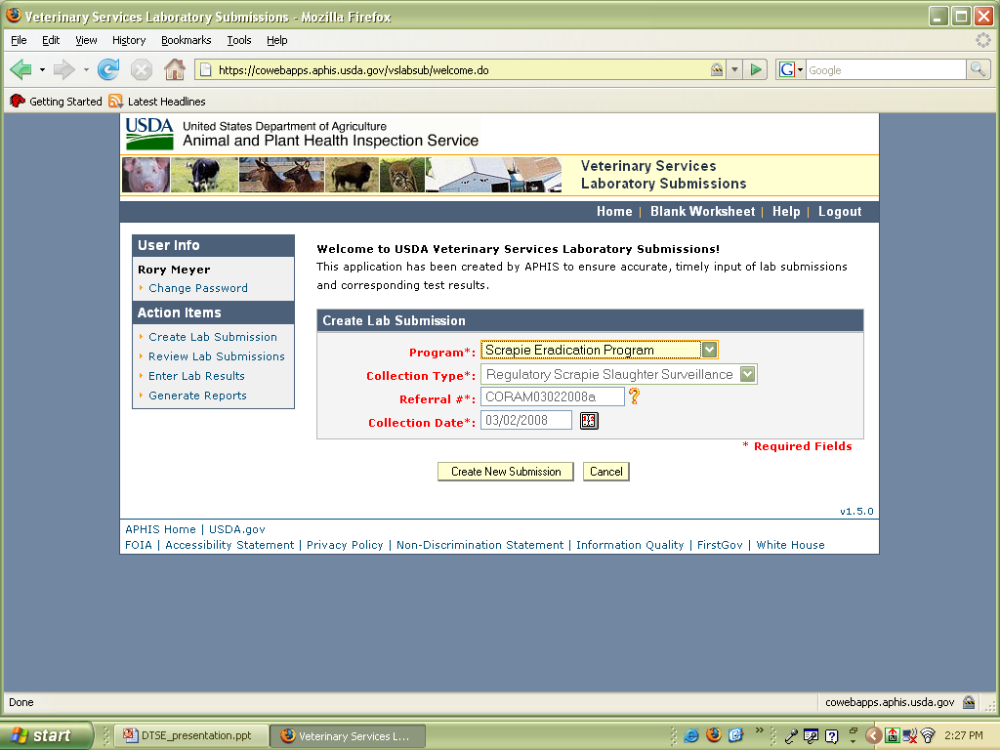 Veterinary Services Laboratory Submissions - Mozilla Firefox
File Edit View History Bookmarks Tools Help
https://cowebapps.aphis.usda.gov/vslabsub/welcome.do
G Google
Getting Started Latest Headlines
USDA United States Department of Agriculture
Animal and Plant Health Inspection Service
Veterinary Services
Laboratory Submissions
Home | Blank Worksheet | Help | Logout
User Info
Rory Meyer
Change Password
Action Items
Create Lab Submission
Review Lab Submissions
Enter Lab Results
Generate Reports
Welcome to USDA Veterinary Services Laboratory Submissions!
This application has been created by APHIS to ensure accurate, timely input of lab submissions
and corresponding test results.
Create Lab Submission
Program*: Scrapie Eradication Program
Collection Type*: Regulatory Scrapie Slaughter Surveillance
Referral #*: CORAM03022008a ?
Collection Date*: 03/02/2008
* Required Fields
Create New Submission Cancel
v1.5.0
APHIS Home | USDA.gov
FOIA | Accessibility Statement | Privacy Policy | Non-Discrimination Statement | Information Quality | FirstGov | White House
Done cowebapps.aphis.usda.gov
start DTSE_presentation.ppt Veterinary Services L... 2:27 PM